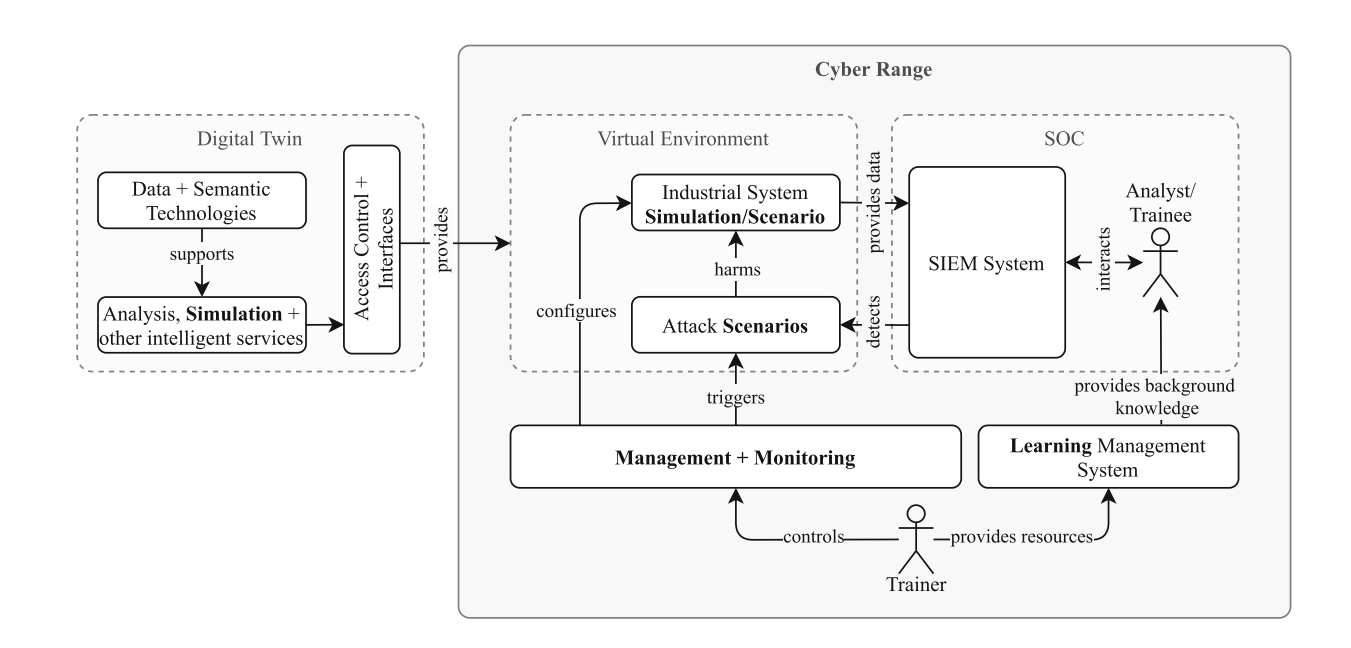 Cyber Range
Digital Twin
Data + Semantic
Technologies
supports
Analysis, Simulation +
other intelligent services
Access Control +
Interfaces
provides
Virtual Environment
Industrial System
Simulation/Scenario
harms
Attack Scenarios
configures
triggers
provides data
detects
SOC
SIEM System
interacts
Analyst/
Trainee
provides background
knowledge
Management + Monitoring
Learning Management
System
controls
provides resources
Trainer